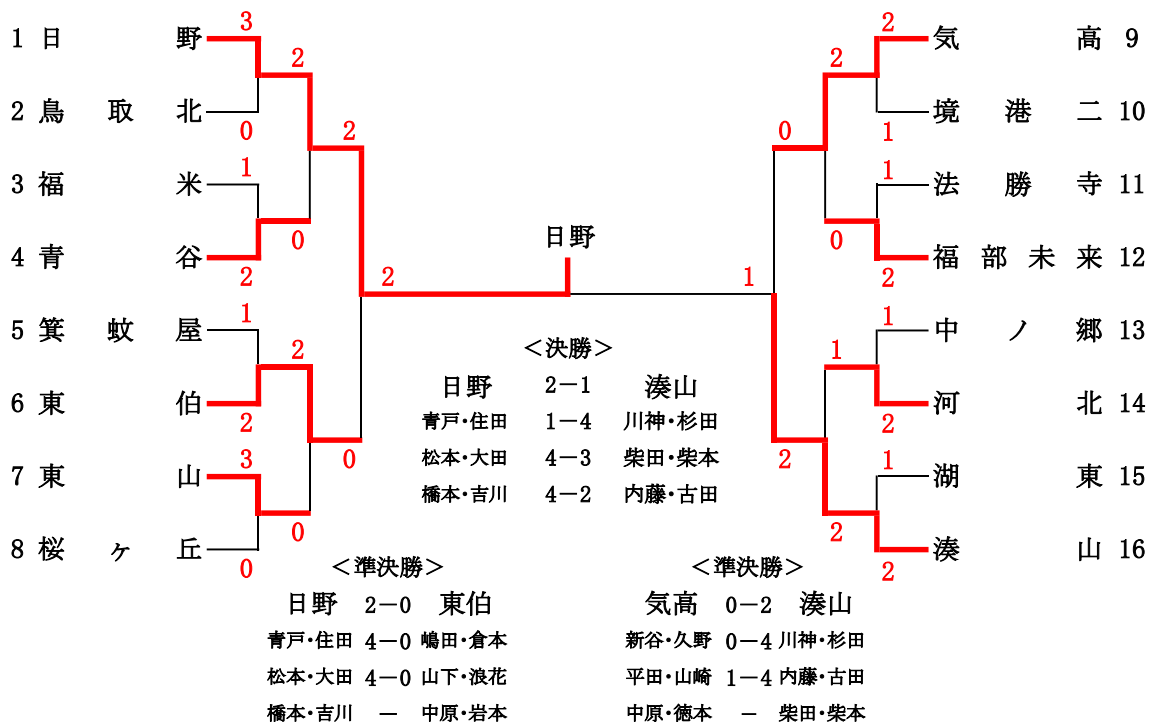 3 2
1 日 野 2 気 高 9
2 2
2 鳥 取 北 境 港 二 10
0 2 0 1
1 1
3 福 米 法 勝 寺 11
0 0
4 青 谷 日野 福 部 未 来 12
2 2 1 2
1 1
5 箕 蚊 屋 中 ノ 郷 13
2 <決勝> 1
日野 2-1 湊山
6 東 伯 河 北 14
2 青戸・住田 1-4 川神・杉田 2
3 0 松本・大田 4-3 柴田・柴本 2 1
7 東 山 湖 東 15
橋本・吉川 4-2 内藤・古田
0 2
8 桜 ヶ 丘 湊 山 16
0 2
<準決勝> <準決勝>
日野 2-0 東伯 気高 0-2 湊山
青戸・住田 4-0 嶋田・倉本 新谷・久野 0-4 川神・杉田
松本・大田 4-0 山下・浪花 平田・山崎 1-4 内藤・古田
橋本・吉川 - 中原・岩本 中原・徳本 - 柴田・柴本